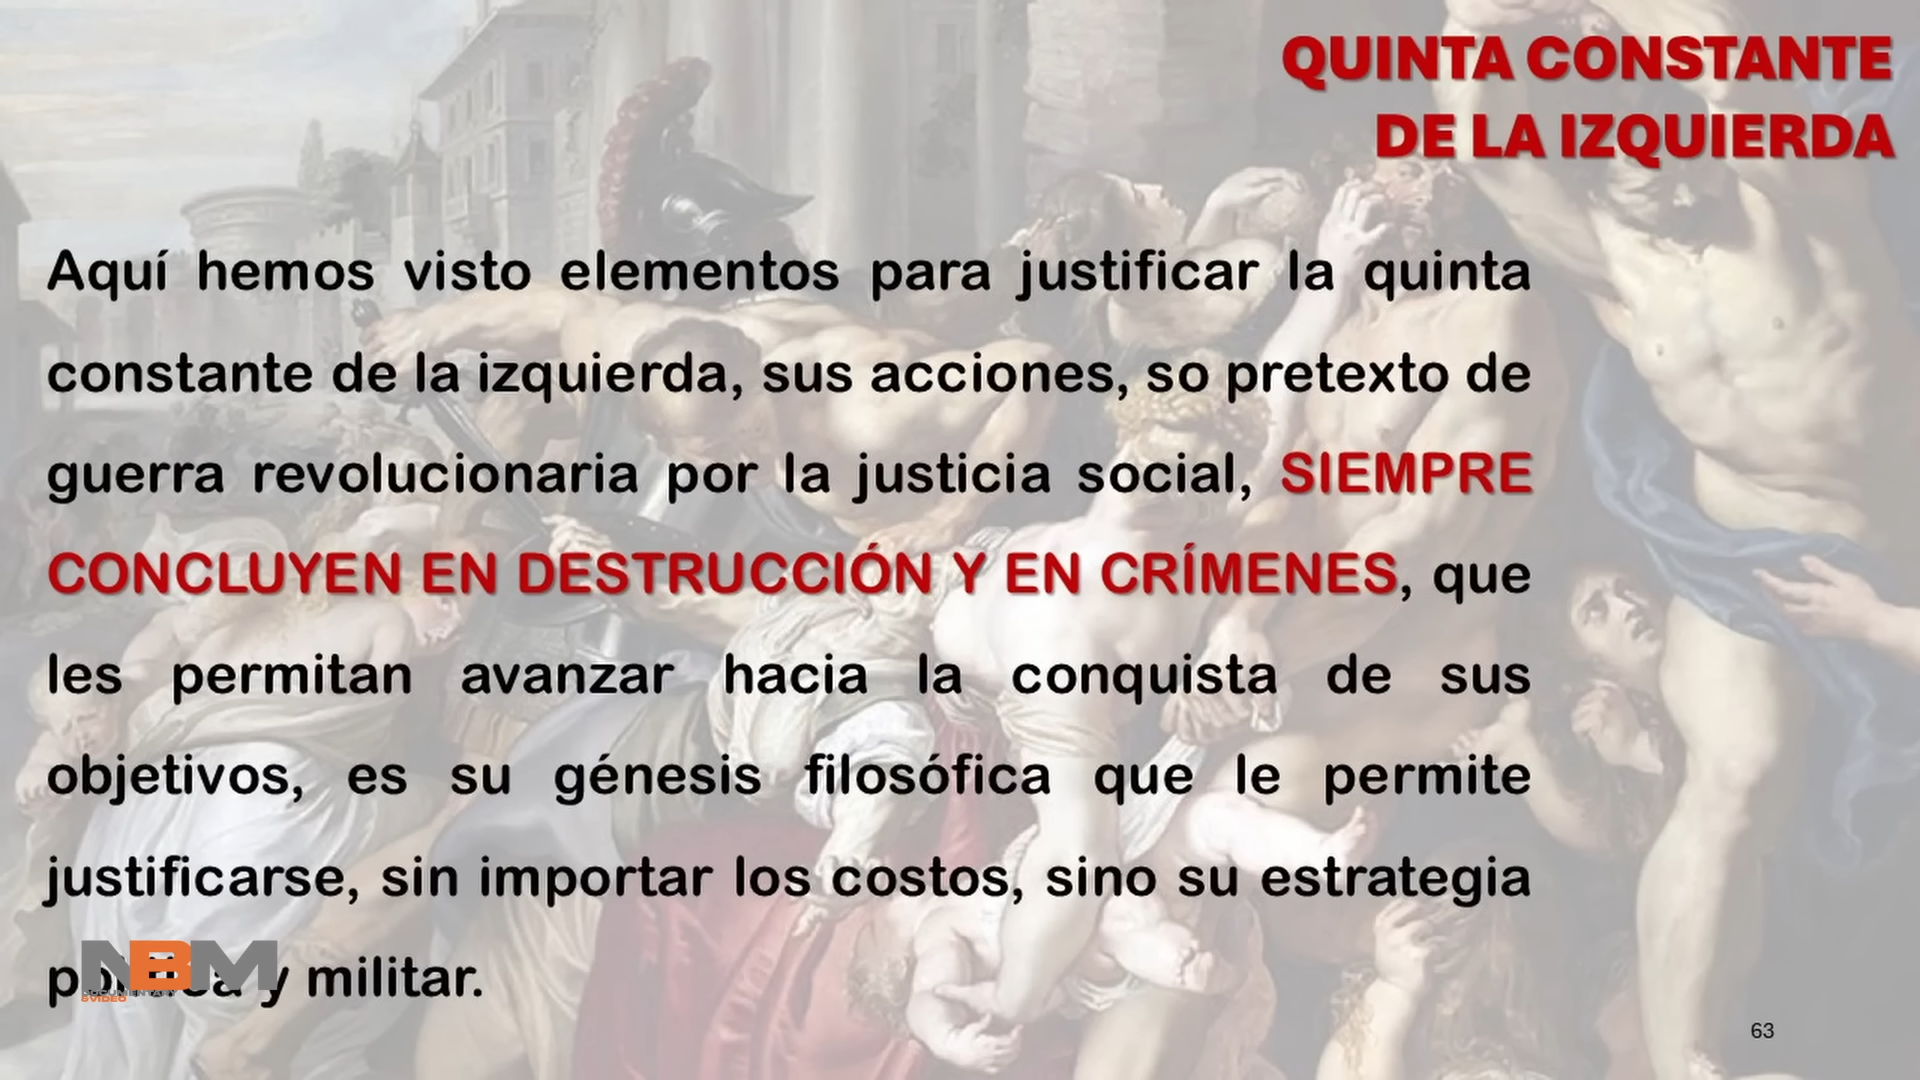 QUINTA CONSTANTE
DE LA IZQUIERDA
Aquí hemos visto elementos para justificar la quinta
constante de la izquierda, sus acciones, so pretexto de
guerra revolucionaria por la justicia social, SIEMPRE
CONCLUYEN EN DESTRUCCIÓN Y EN CRÍMENES, que
les permitan avanzar hacia la conquista de sus
objetivos, es su génesis filosófica que le permite
justificarse, sin importar los costos, sino su estrategia
y militar.
NBM
DOCUMENTARY
&VIDEO
63